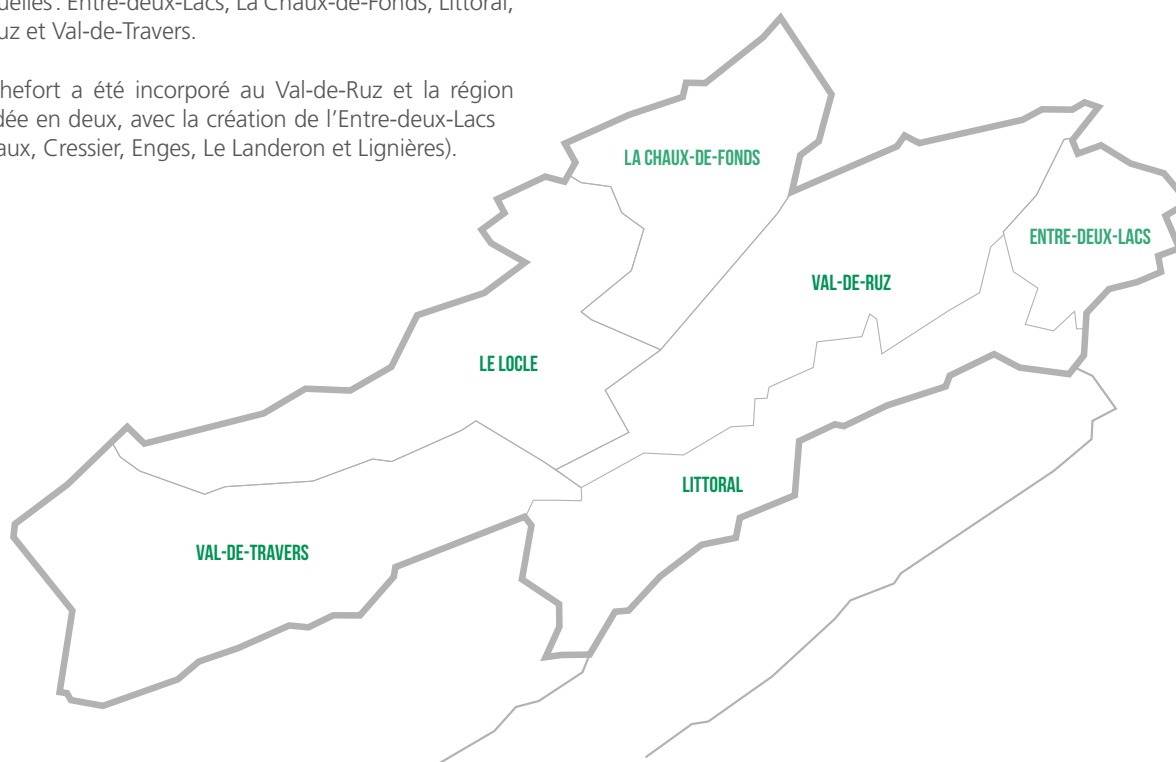 uelles : Entre-deux-Lacs, La Chaux-de-Fonds, Littoral,
uz et Val-de-Travers.
hefort a été incorporé au Val-de-Ruz et la région
dée en deux, avec la création de l'Entre-deux-Lacs
aux, Cressier, Enges, Le Landeron et Lignières).
LA CHAUX-DE-FONDS
ENTRE-DEUX-LACS
VAL-DE-RUZ
LE LOCLE
LITTORAL
VAL-DE-TRAVERS